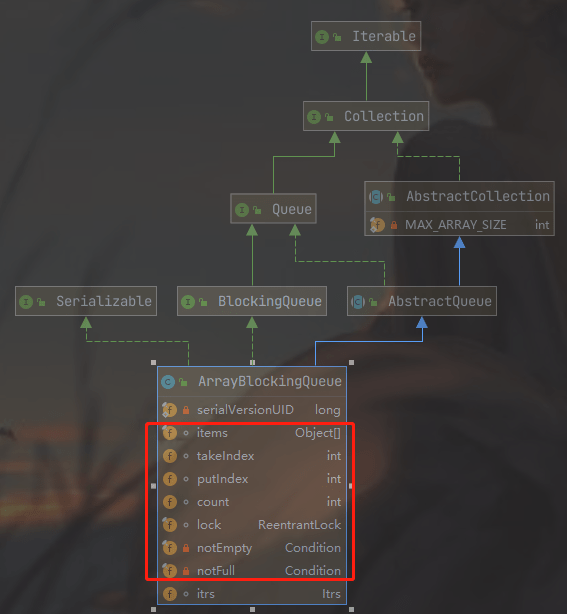 Iterable
Collection
Queue
AbstractCollection
MAX_ARRAY_SIZE int
Serializable
BlockingQueue
AbstractQueue
ArrayBlockingQueue
serialVersionUID long
items Object[]
takeIndex int
putIndex int
count int
lock ReentrantLock
notEmpty Condition
notFull Condition
itrs Itrs